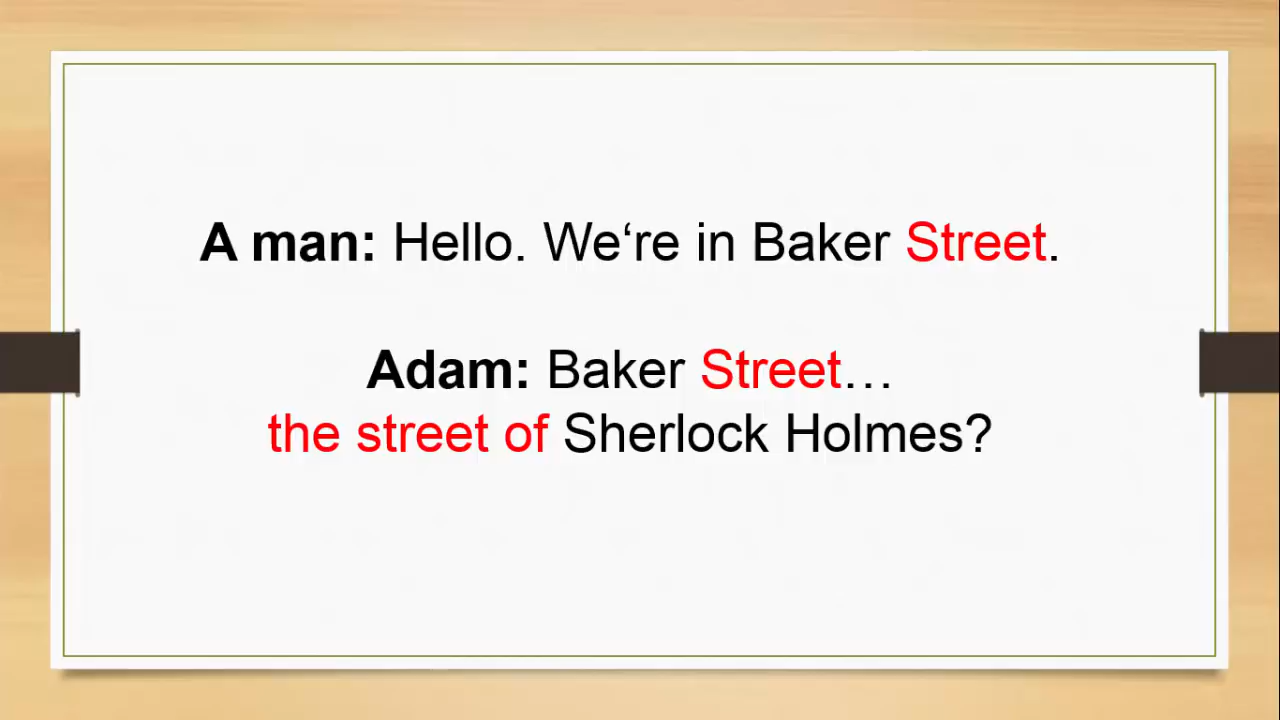 A man: Hello. We‘re in Baker Street.
Adam: Baker Street…
the street of Sherlock Holmes?